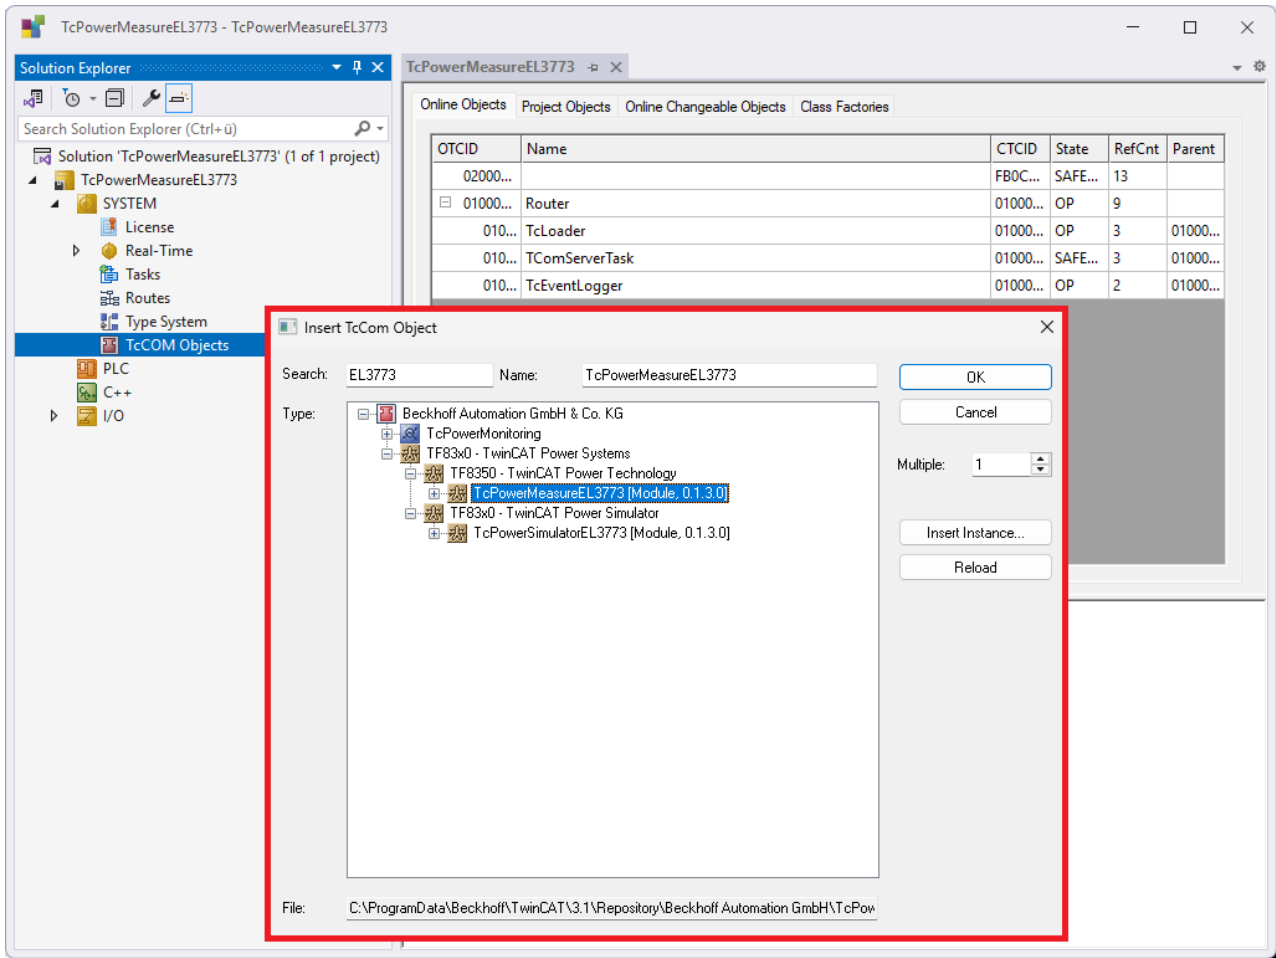 TcPowerMeasureEL3773 - TcPowerMeasureEL3773
Solution Explorer
Search Solution Explorer (Ctrl+ü)
Solution 'TcPowerMeasureEL3773' (1 of 1 project)
TcPowerMeasureEL3773
SYSTEM
License
Real-Time
Tasks
Routes
Type System
TcCOM Objects
PLC
C++
I/O
TcPowerMeasureEL3773
Online Objects Project Objects Online Changeable Objects Class Factories
OTCID Name CTCID State RefCnt Parent
02000... FB0C... SAFE... 13
01000... Router 01000... OP 9
010... TcLoader 01000... OP 3 01000...
010... TComServerTask 01000... SAFE... 3 01000...
010... TcEventLogger 01000... OP 2 01000...
Insert TcCom Object
Search: EL3773 Name: TcPowerMeasureEL3773 OK
Type:
Beckhoff Automation GmbH & Co. KG
TcPowerMonitoring
TF83x0 - TwinCAT Power Systems
TF8350 - TwinCAT Power Technology
TcPowerMeasureEL3773 [Module, 0.1.3.0]
TF83x0 - TwinCAT Power Simulator
TcPowerSimulatorEL3773 [Module, 0.1.3.0]
Cancel
Multiple: 1
Insert Instance...
Reload
File: C:\ProgramData\Beckhoff\TwinCAT\3.1\Repository\Beckhoff Automation GmbH\TcPow